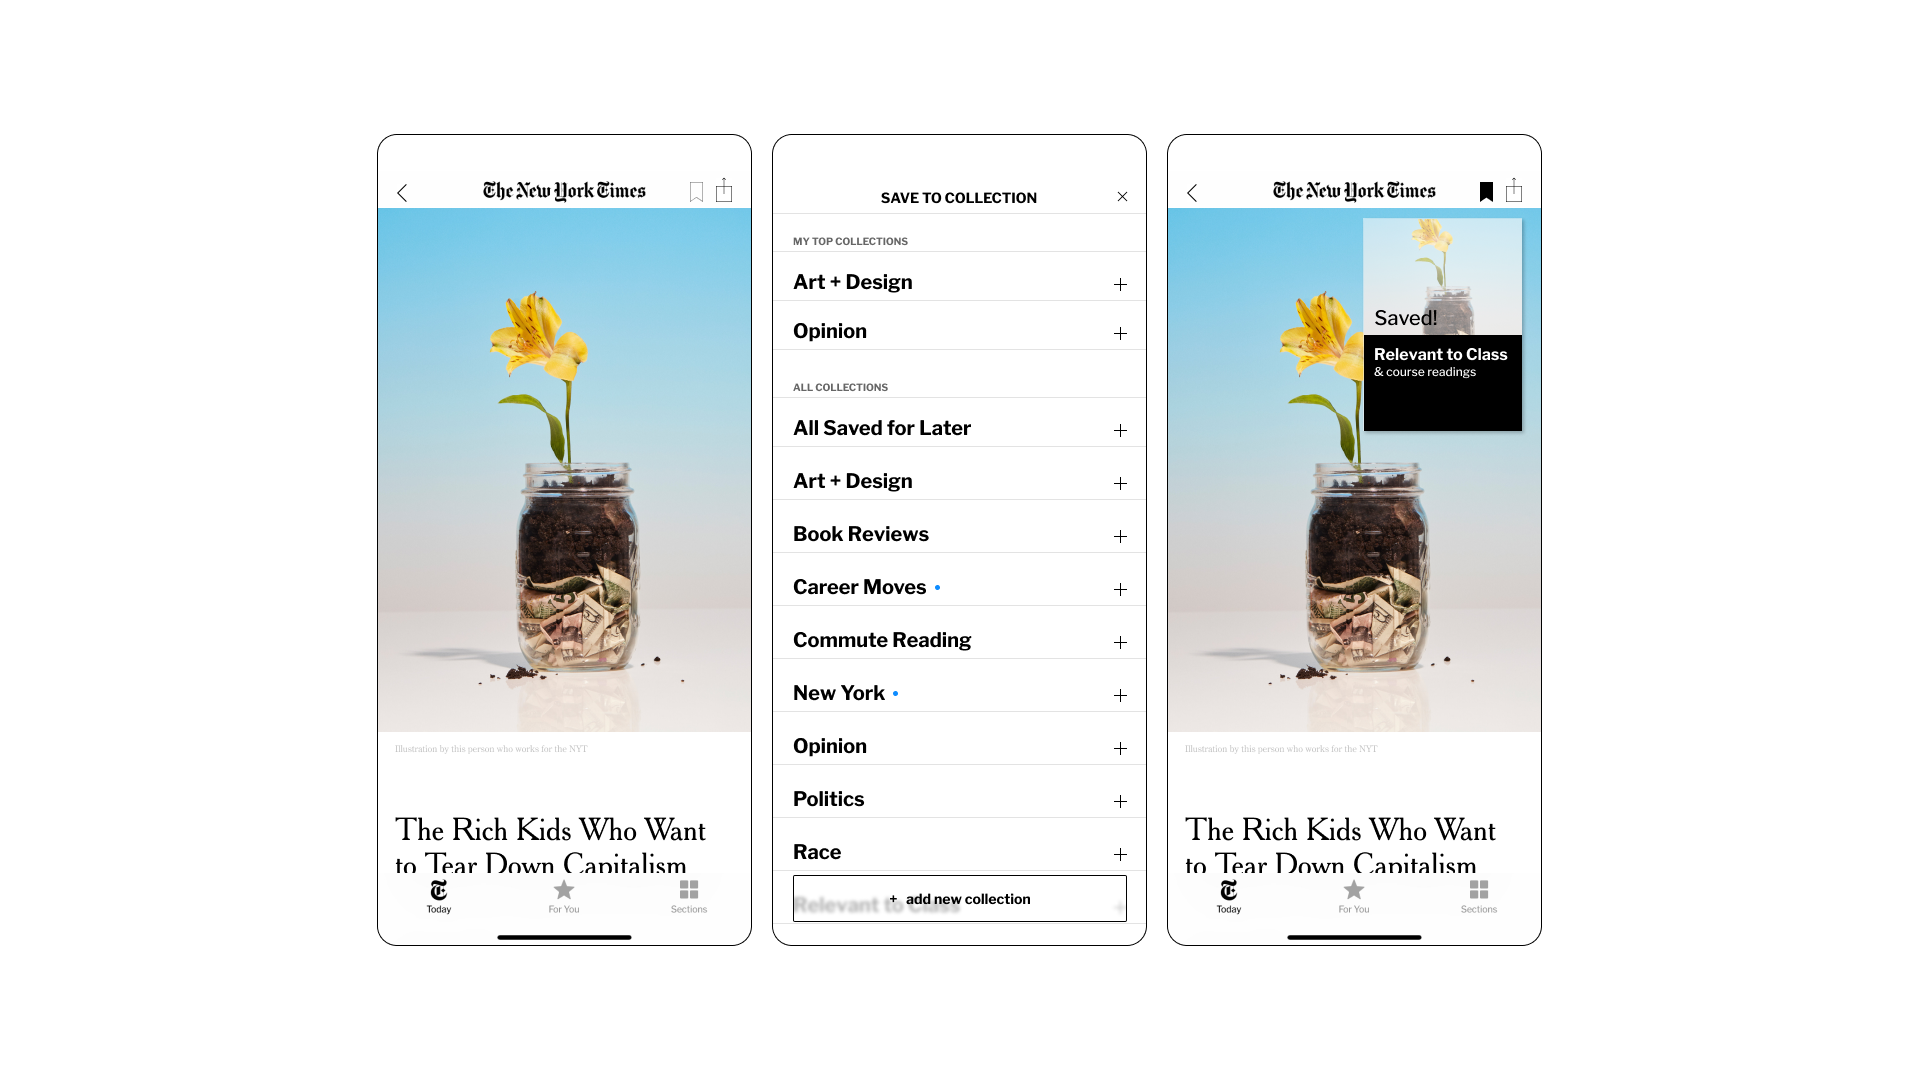 The New York Times
Illustration by this person who works for the NYT
The Rich Kids Who Want
to Tear Down Capitalism
Today
For You
Sections
SAVE TO COLLECTION
MY TOP COLLECTIONS
Art + Design
Opinion
ALL COLLECTIONS
All Saved for Later
Art + Design
Book Reviews
Career Moves
Commute Reading
New York
Opinion
Politics
Race
Relevant to Class
+ add new collection
The New York Times
Saved!
Relevant to Class
& course readings
Illustration by this person who works for the NYT
The Rich Kids Who Want
to Tear Down Capitalism
Today
For You
Sections